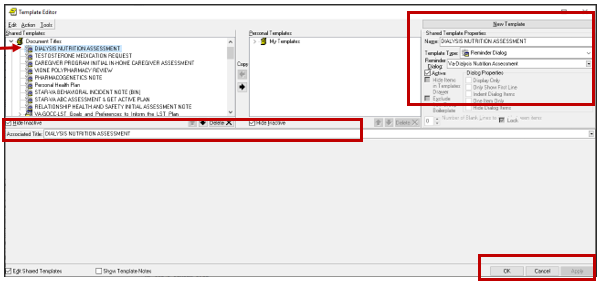 Template Editor
Edit Action Tools
New Template
Shared Templates
Personal Templates
Shared Template Properties
Document Titles
My Templates
Name: DIALYSIS NUTRITION ASSESSMENT
DIALYSIS NUTRITION ASSESSMENT
TESTOSTERONE MEDICATION REQUEST
Template Type: Reminder Dialog
CAREGIVER PROGRAM INITIAL IN-HOME CAREGIVER ASSESSMENT
Copy
Reminder Dialog: Va-Dialysis Nutrition Assessment
VIONE POLYPHARMACY REVIEW
Active
Dialog Properties
PHARMACOGENETICS NOTE
Hide Items in Templates Drawer
Display Only
Personal Health Plan
Only Show First Line
STAR-VA BEHAVIORAL INCIDENT NOTE (BIN)
Indent Dialog Items
STAR-VA ABC ASSESSMENT & GET ACTIVE PLAN
Exclude
One Item Only
RELATIONSHIP HEALTH AND SAFETY INITIAL ASSESSMENT NOTE
Boilerplate
Hide Dialog Items
VA-GOCC-LST Goals and Preferences to Inform the LST Plan
Hide Inactive
Delete
Hide Inactive
Delete
0
Number of Blank Lines to
Lock
Associated Title: DIALYSIS NUTRITION ASSESSMENT
Edit Shared Templates
Show Template Notes
OK
Cancel
Apply